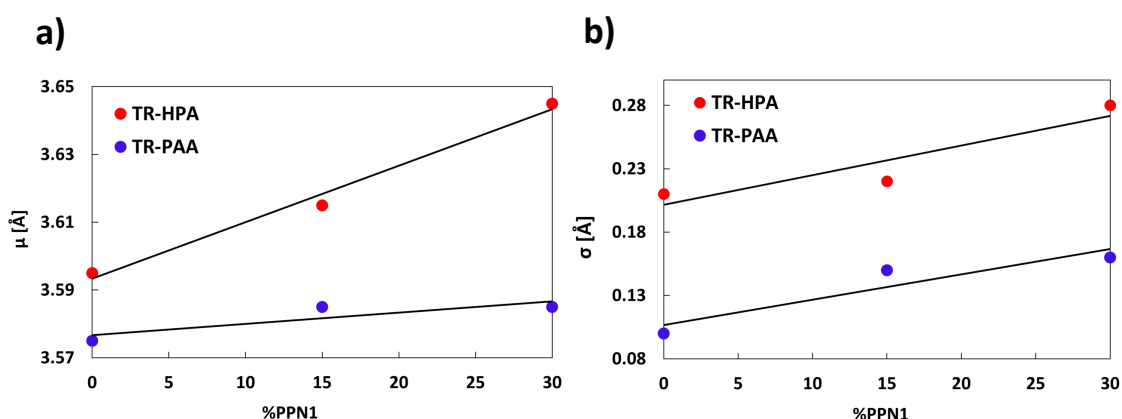 a)
3.65
3.63
3.61
3.59
3.57
µ [Å]
TR-HPA
TR-PAA
0 5 10 15 20 25 30
%PPN1
b)
0.28
0.23
0.18
0.13
0.08
σ [Å]
TR-HPA
TR-PAA
0 5 10 15 20 25 30
%PPN1